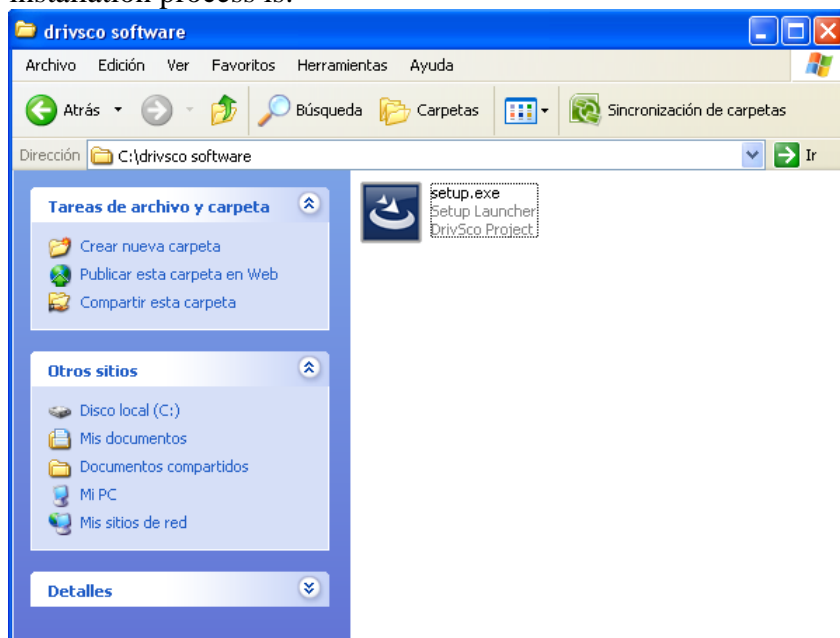 installation process is:
drivsco software
Archivo Edición Ver Favoritos Herramientas Ayuda
Atrás Búsqueda Carpetas Sincronización de carpetas
Dirección C:\drivsco software Ir
Tareas de archivo y carpeta
Crear nueva carpeta
Publicar esta carpeta en Web
Compartir esta carpeta
Otros sitios
Disco local (C:)
Mis documentos
Documentos compartidos
Mi PC
Mis sitios de red
Detalles
setup.exe
Setup Launcher
DrivSco Project